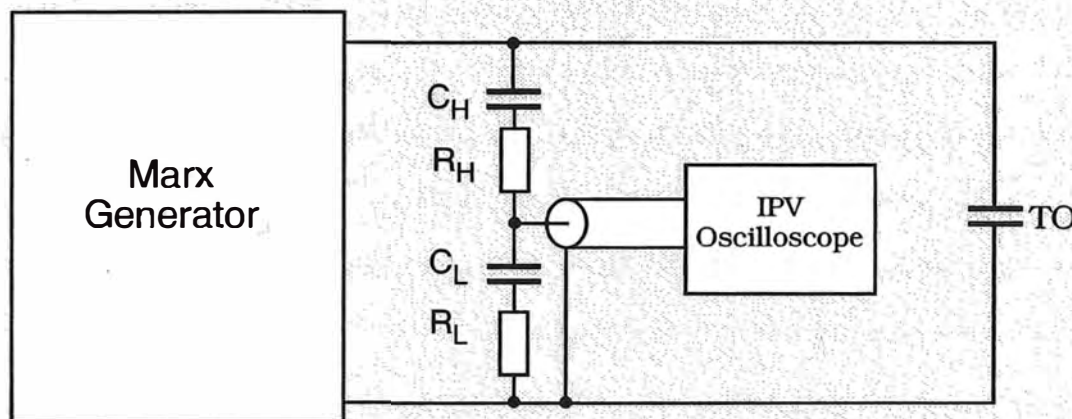 Marx
Generator
C_H
R_H
C_L
R_L
IPV
Oscilloscope
TO